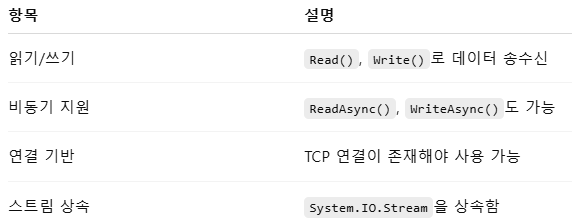 항목 설명
읽기/쓰기 Read(), Write()로 데이터 송수신
비동기 지원 ReadAsync(), WriteAsync()도 가능
연결 기반 TCP 연결이 존재해야 사용 가능
스트림 상속 System.IO.Stream을 상속함